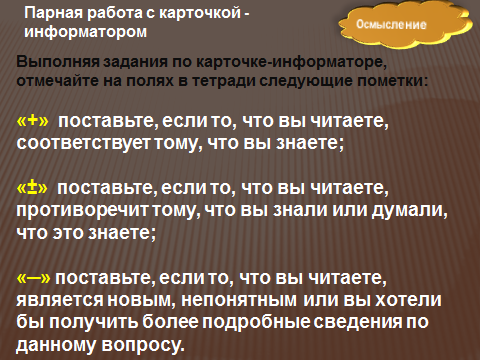 Парная работа с карточкой -
информатором
Осмысление
Выполняя задания по карточке-информаторе,
отмечайте на полях в тетради следующие пометки:
«+» поставьте, если то, что вы читаете,
соответствует тому, что вы знаете;
«±» поставьте, если то, что вы читаете,
противоречит тому, что вы знали или думали,
что это знаете;
«─» поставьте, если то, что вы читаете,
является новым, непонятным или вы хотели
бы получить более подробные сведения по
данному вопросу.